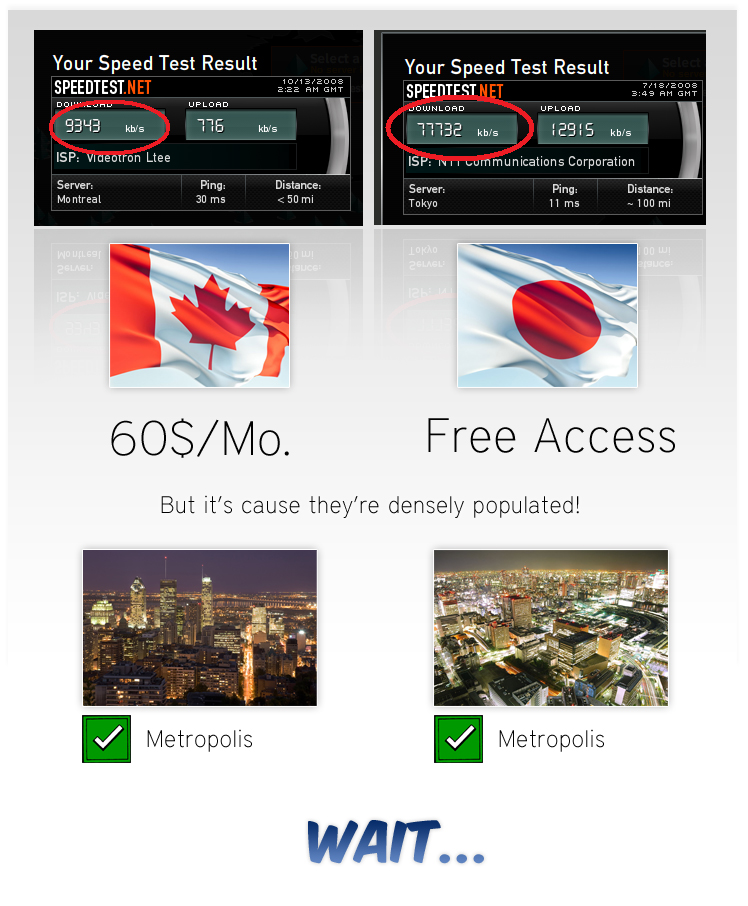 Your Speed Test Result
SPEEDTEST.NET
10/13/2008
2:22 AM GMT
DOWNLOAD
UPLOAD
9343 kb/s
776 kb/s
ISP: Videotron Ltee
Server:
Montreal
Ping:
30 ms
Distance:
< 50 mi
Your Speed Test Result
SPEEDTEST.NET
7/18/2008
3:49 AM GMT
DOWNLOAD
UPLOAD
77732 kb/s
12915 kb/s
ISP: NTT Communications Corporation
Server:
Tokyo
Ping:
11 ms
Distance:
~ 100 mi
60$/Mo.
Free Access
But it's cause they're densely populated!
Metropolis
Metropolis
WAIT...